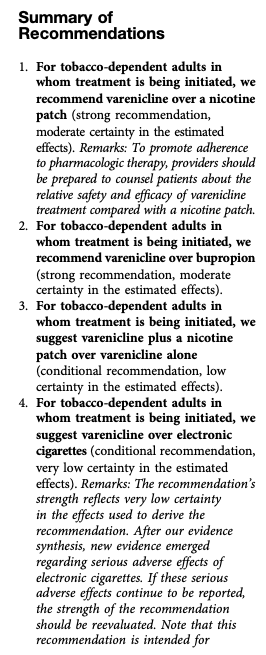 Summary of
Recommendations
1. For tobacco-dependent adults in
whom treatment is being initiated, we
recommend varenicline over a nicotine
patch (strong recommendation,
moderate certainty in the estimated
effects). Remarks: To promote adherence
to pharmacologic therapy, providers should
be prepared to counsel patients about the
relative safety and efficacy of varenicline
treatment compared with a nicotine patch.
2. For tobacco-dependent adults in
whom treatment is being initiated, we
recommend varenicline over bupropion
(strong recommendation, moderate
certainty in the estimated effects).
3. For tobacco-dependent adults in
whom treatment is being initiated, we
suggest varenicline plus a nicotine
patch over varenicline alone
(conditional recommendation, low
certainty in the estimated effects).
4. For tobacco-dependent adults in
whom treatment is being initiated, we
suggest varenicline over electronic
cigarettes (conditional recommendation,
very low certainty in the estimated
effects). Remarks: The recommendation's
strength reflects very low certainty
in the effects used to derive the
recommendation. After our evidence
synthesis, new evidence emerged
regarding serious adverse effects of
electronic cigarettes. If these serious
adverse effects continue to be reported,
the strength of the recommendation
should be reevaluated. Note that this
recommendation is intended for